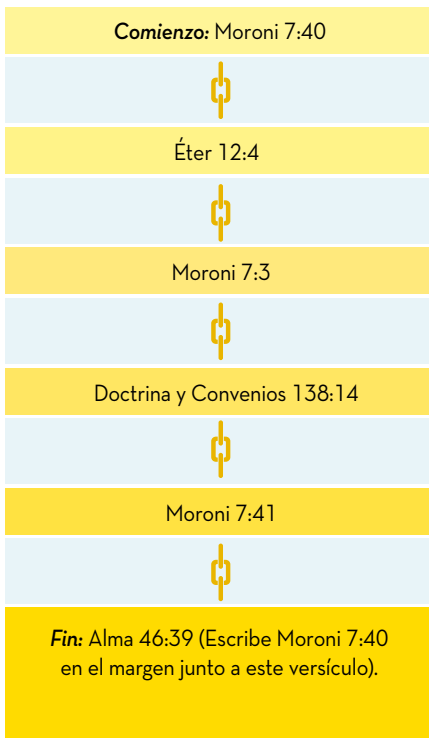 Comienzo: Moroni 7:40
Éter 12:4
Moroni 7:3
Doctrina y Convenios 138:14
Moroni 7:41
Fin: Alma 46:39 (Escribe Moroni 7:40
en el margen junto a este versículo).